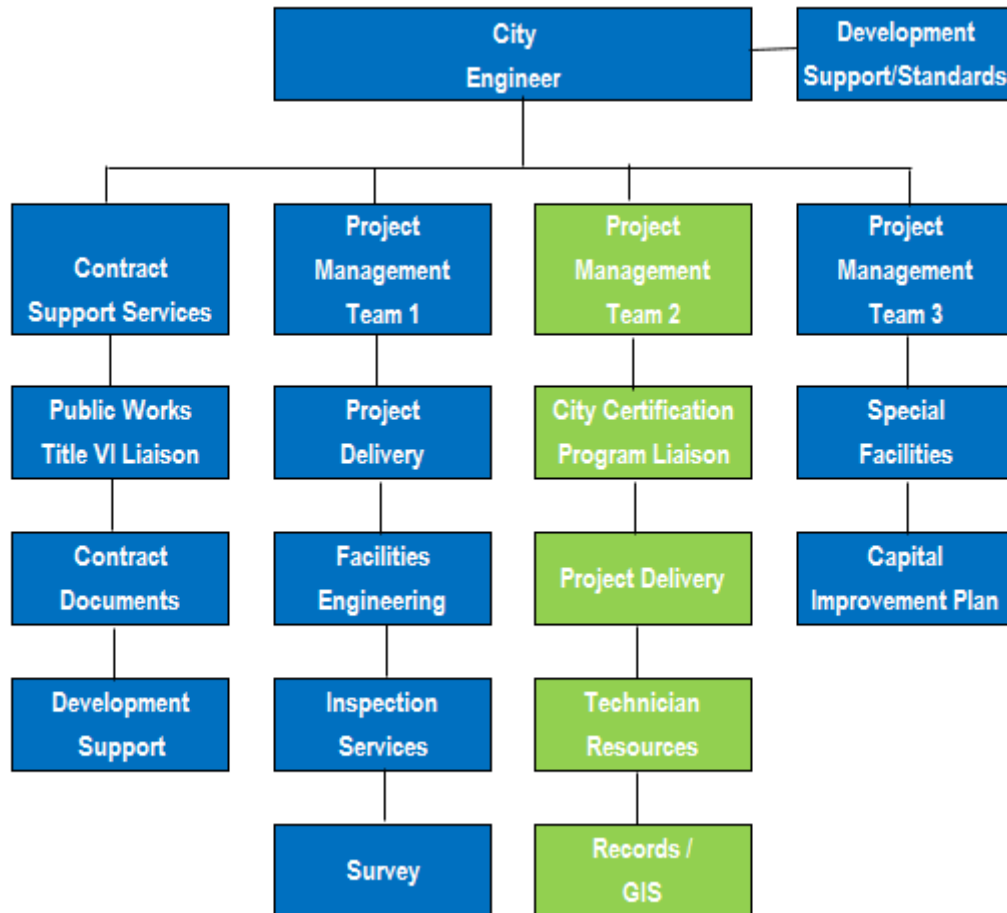 City
Engineer
Development
Support/Standards
Contract
Support Services
Project
Management
Team 1
Project
Management
Team 2
Project
Management
Team 3
Public Works
Title VI Liaison
Project
Delivery
City Certification
Program Liaison
Special
Facilities
Contract
Documents
Facilities
Engineering
Project Delivery
Capital
Improvement Plan
Development
Support
Inspection
Services
Technician
Resources
Survey
Records /
GIS